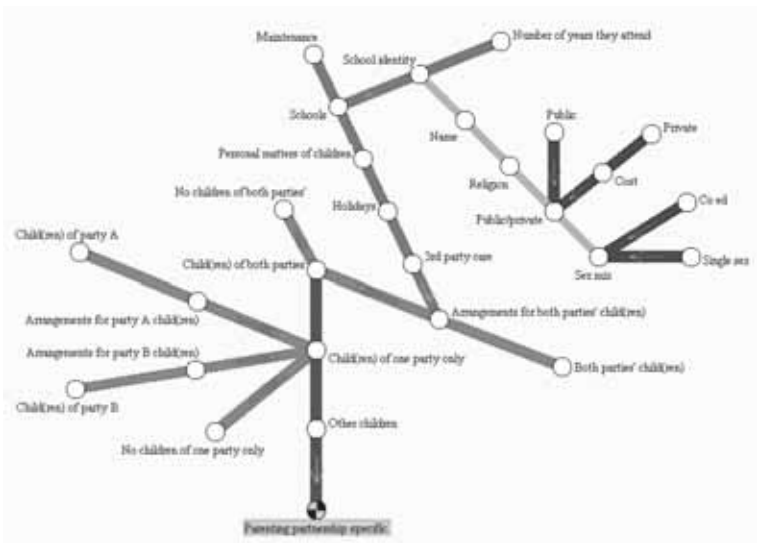 Maintenance
Number of years they attend
School identity
Schools
Public
Private
Name
Personal matters of children
Cost
Religion
No children of both parties'
Holidays
Public/private
Co ed
Child(ren) of party A
3rd party care
Child(ren) of both parties
Sex mix
Single sex
Arrangements for party A child(ren)
Arrangements for both parties' child(ren)
Arrangements for party B child(ren)
Child(ren) of one party only
Both parties' child(ren)
Child(ren) of party B
Other children
No children of one party only
Parenting partnership specific